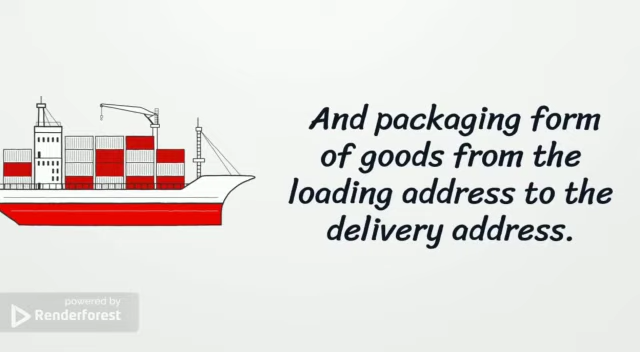 And packaging form
of goods from the
loading address to the
delivery address.
powered by
Renderforest